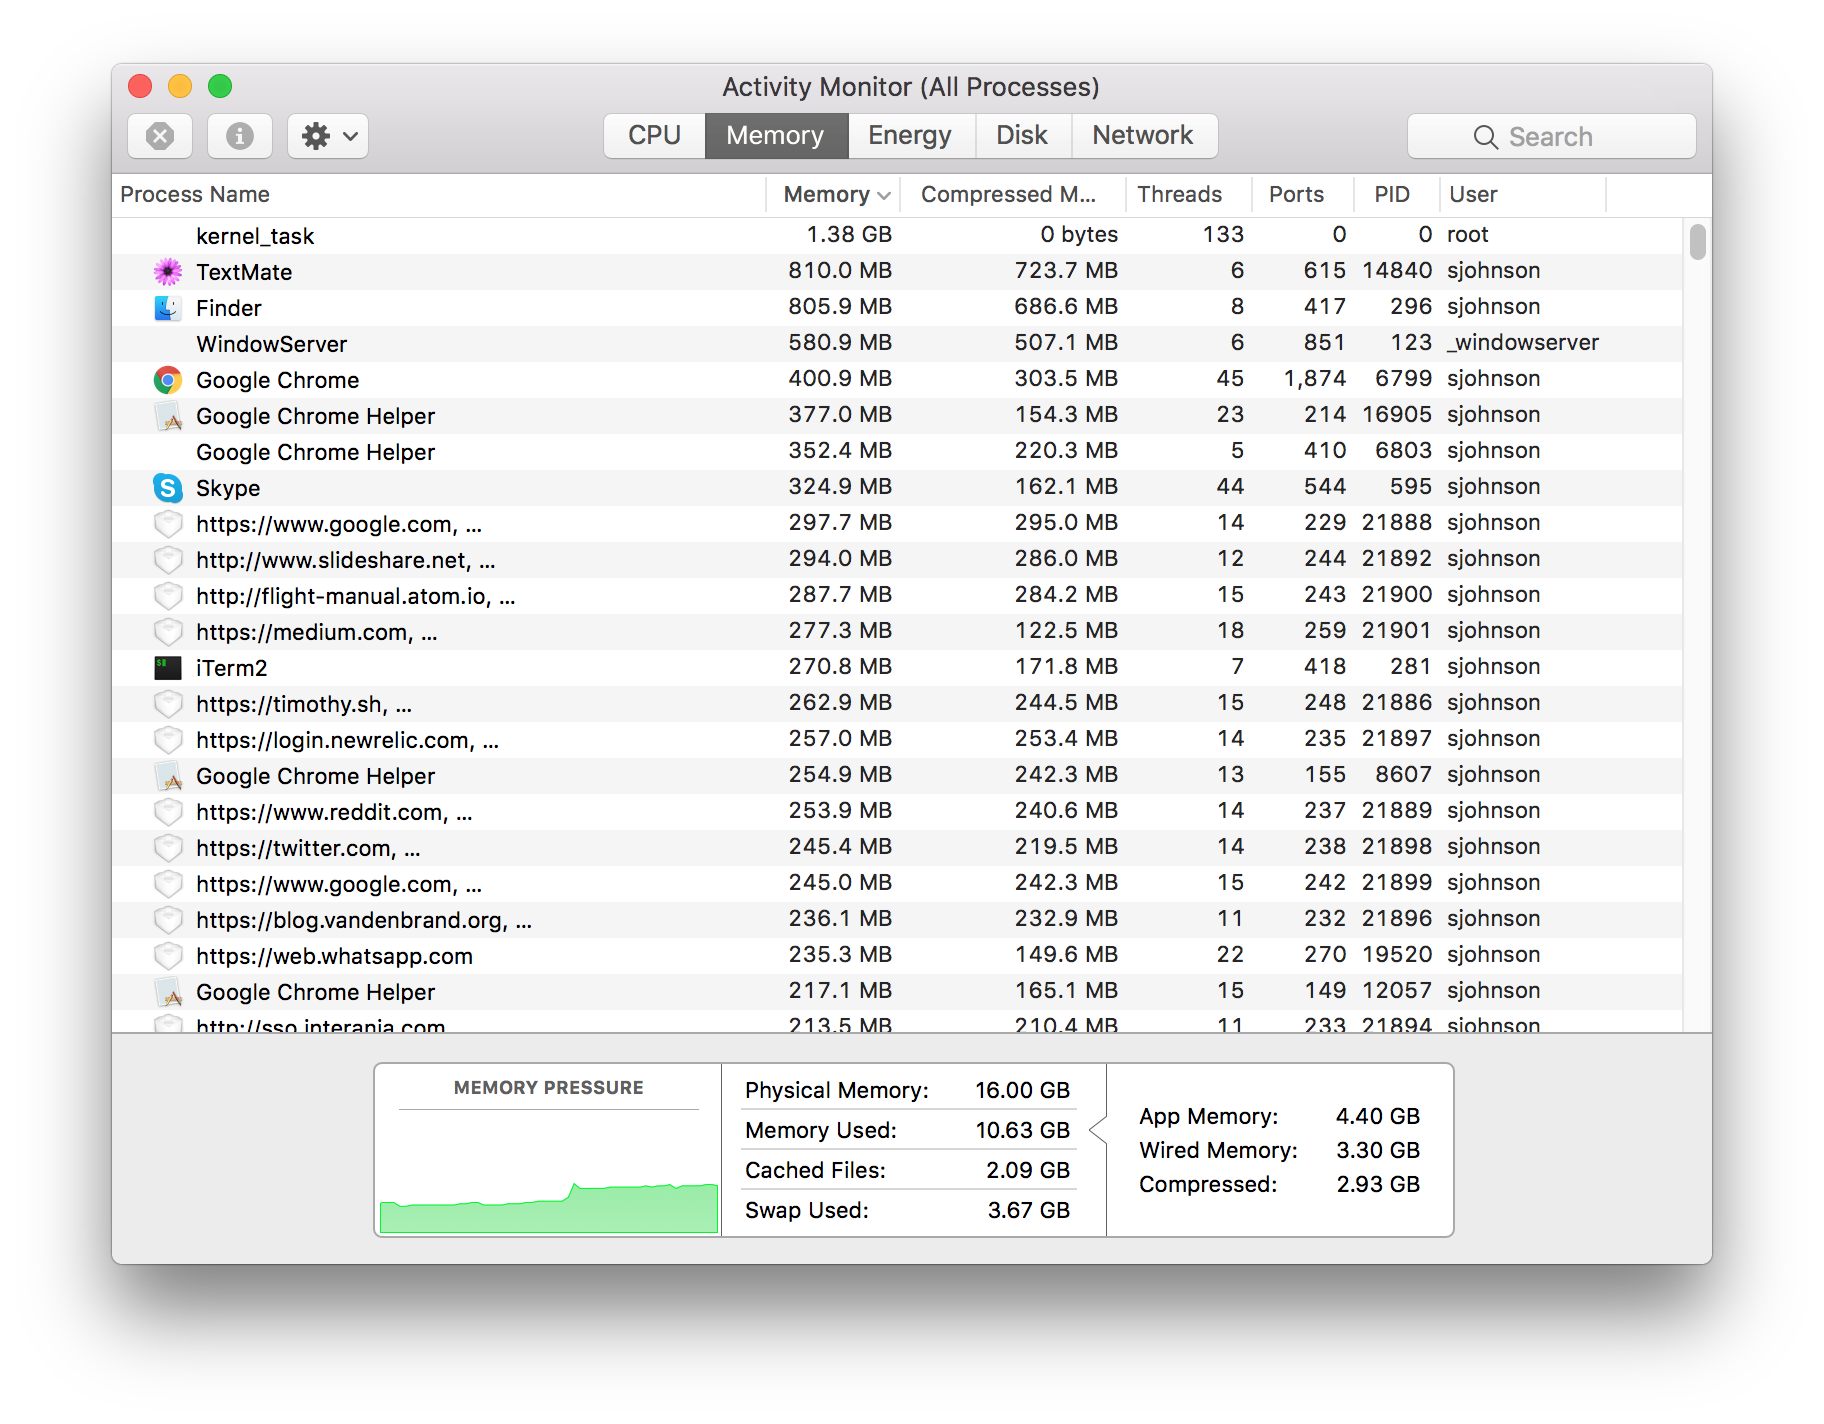 Activity Monitor (All Processes)
CPU Memory Energy Disk Network Search
Process Name Memory Compressed M... Threads Ports PID User
kernel_task 1.38 GB 0 bytes 133 0 0 root
TextMate 810.0 MB 723.7 MB 6 615 14840 sjohnson
Finder 805.9 MB 686.6 MB 8 417 296 sjohnson
WindowServer 580.9 MB 507.1 MB 6 851 123 _windowserver
Google Chrome 400.9 MB 303.5 MB 45 1,874 6799 sjohnson
Google Chrome Helper 377.0 MB 154.3 MB 23 214 16905 sjohnson
Google Chrome Helper 352.4 MB 220.3 MB 5 410 6803 sjohnson
Skype 324.9 MB 162.1 MB 44 544 595 sjohnson
https://www.google.com, ... 297.7 MB 295.0 MB 14 229 21888 sjohnson
http://www.slideshare.net, ... 294.0 MB 286.0 MB 12 244 21892 sjohnson
http://flight-manual.atom.io, ... 287.7 MB 284.2 MB 15 243 21900 sjohnson
https://medium.com, ... 277.3 MB 122.5 MB 18 259 21901 sjohnson
iTerm2 270.8 MB 171.8 MB 7 418 281 sjohnson
https://timothy.sh, ... 262.9 MB 244.5 MB 15 248 21886 sjohnson
https://login.newrelic.com, ... 257.0 MB 253.4 MB 14 235 21897 sjohnson
Google Chrome Helper 254.9 MB 242.3 MB 13 155 8607 sjohnson
https://www.reddit.com, ... 253.9 MB 240.6 MB 14 237 21889 sjohnson
https://twitter.com, ... 245.4 MB 219.5 MB 14 238 21898 sjohnson
https://www.google.com, ... 245.0 MB 242.3 MB 15 242 21899 sjohnson
https://blog.vandenbrand.org, ... 236.1 MB 232.9 MB 11 232 21896 sjohnson
https://web.whatsapp.com 235.3 MB 149.6 MB 22 270 19520 sjohnson
Google Chrome Helper 217.1 MB 165.1 MB 15 149 12057 sjohnson
http://sso.interania.com 213.5 MB 210.4 MB 11 233 21894 sjohnson
MEMORY PRESSURE
Physical Memory: 16.00 GB
Memory Used: 10.63 GB
Cached Files: 2.09 GB
Swap Used: 3.67 GB
App Memory: 4.40 GB
Wired Memory: 3.30 GB
Compressed: 2.93 GB